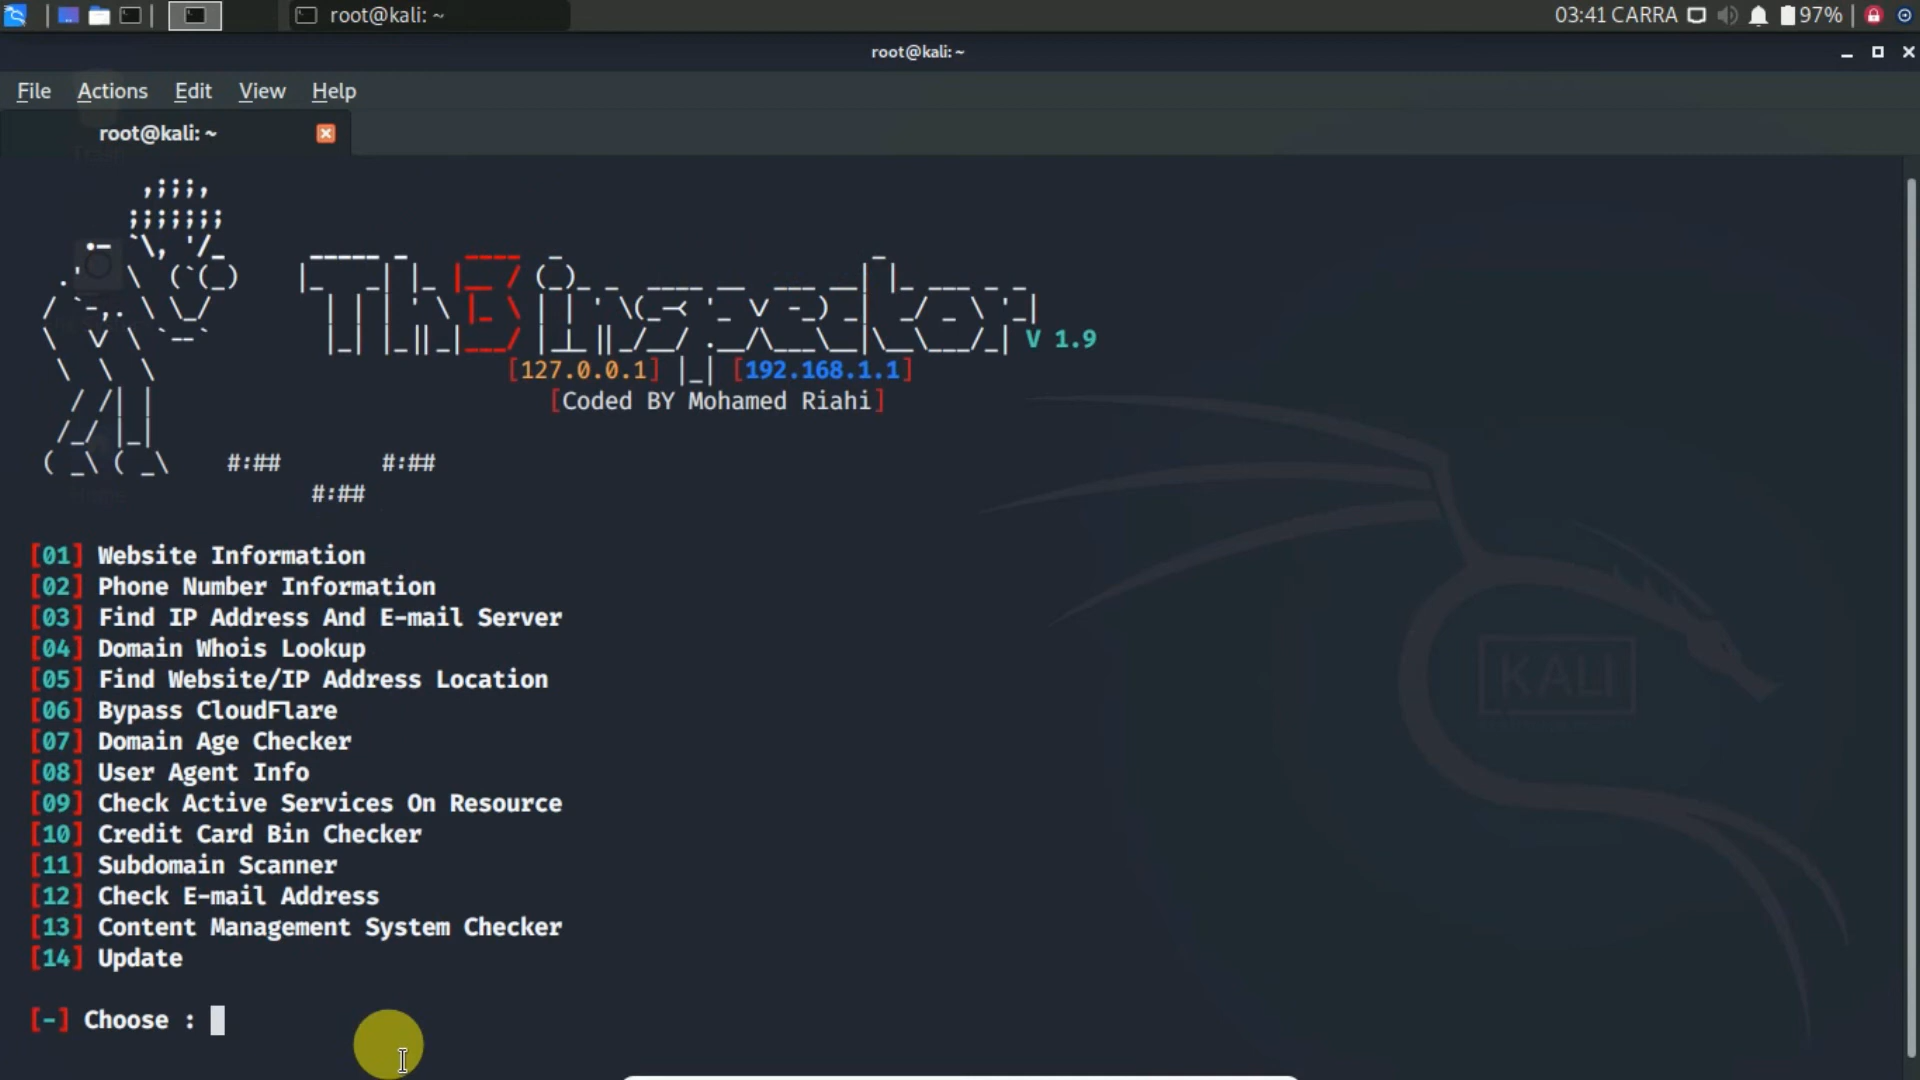 root@kali: ~
03:41 CARRA
97%
root@kali: ~
File Actions Edit View Help
root@kali: ~
Th3inspector
V 1.9
[127.0.0.1] |_| [192.168.1.1]
[Coded BY Mohamed Riahi]
#:## #:##
#:##
[01] Website Information
[02] Phone Number Information
[03] Find IP Address And E-mail Server
[04] Domain Whois Lookup
[05] Find Website/IP Address Location
[06] Bypass CloudFlare
[07] Domain Age Checker
[08] User Agent Info
[09] Check Active Services On Resource
[10] Credit Card Bin Checker
[11] Subdomain Scanner
[12] Check E-mail Address
[13] Content Management System Checker
[14] Update
[-] Choose :
KALI